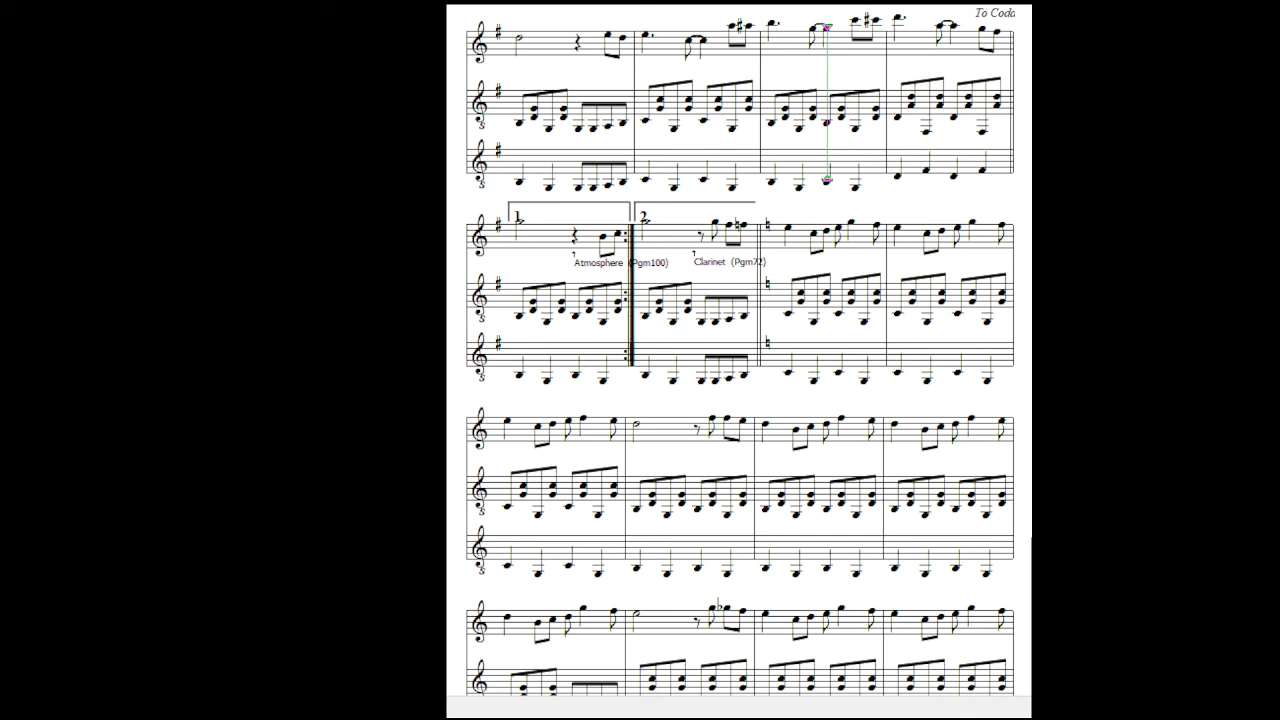 To Coda
1.
2.
Atmosphere (Pgm100)
Clarinet (Pgm72)